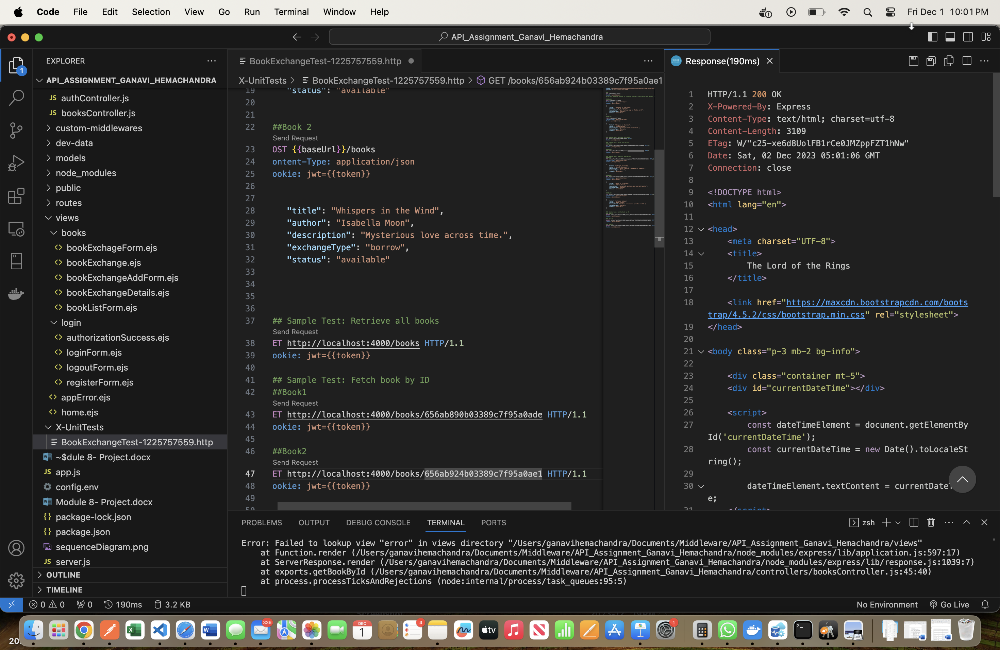 Code File Edit Selection View Go Run Terminal Window Help Fri Dec 1 10:01 PM
API_Assignment_Ganavi_Hemachandra
EXPLORER
1
API_ASSIGNMENT_GANAVI_HEMACHANDRA
JS authController.js
JS booksController.js
custom-middlewares
dev-data
models
node_modules
public
routes
views
books
bookExchageForm.ejs
bookExchange.ejs
bookExchangeAddForm.ejs
bookExchangeDetails.ejs
bookListForm.ejs
login
authorizationSuccess.ejs
loginForm.ejs
logoutForm.ejs
registerForm.ejs
appError.ejs
home.ejs
X-UnitTests
BookExchangeTest-1225757559.http
~$dule 8- Project.docx
JS app.js
config.env
Module 8- Project.docx
{} package-lock.json
{} package.json
sequenceDiagram.png
JS server.js
OUTLINE
TIMELINE
BookExchangeTest-1225757559.http
X-UnitTests > BookExchangeTest-1225757559.http > GET /books/656ab924b03389c7f95a0ae1
19 "status": "available"
20
21
22 ##Book 2
Send Request
23 OST {{baseUrl}}/books
24 ontent-Type: application/json
25 ookie: jwt={{token}}
26
27
28 "title": "Whispers in the Wind",
29 "author": "Isabella Moon",
30 "description": "Mysterious love across time.",
31 "exchangeType": "borrow",
32 "status": "available"
33
34
35
36
37 ## Sample Test: Retrieve all books
Send Request
38 ET http://localhost:4000/books HTTP/1.1
39 ookie: jwt={{token}}
40
41 ## Sample Test: Fetch book by ID
42 ##Book1
Send Request
43 ET http://localhost:4000/books/656ab890b03389c7f95a0ade HTTP/1.1
44 ookie: jwt={{token}}
45
46 ##Book2
Send Request
47 ET http://localhost:4000/books/656ab924b03389c7f95a0ae1 HTTP/1.1
48 ookie: jwt={{token}}
49
50
Response(190ms)
1 HTTP/1.1 200 OK
2 X-Powered-By: Express
3 Content-Type: text/html; charset=utf-8
4 Content-Length: 3109
5 ETag: W/"c25-xe6d8UolFB1rCe0JMZppFZT1hNw"
6 Date: Sat, 02 Dec 2023 05:01:06 GMT
7 Connection: close
8
9 <!DOCTYPE html>
10 <html lang="en">
11
12 <head>
13 <meta charset="UTF-8">
14 <title>
15 The Lord of the Rings
16 </title>
17
18 <link href="https://maxcdn.bootstrapcdn.com/boots
trap/4.5.2/css/bootstrap.min.css" rel="stylesheet">
19 </head>
20
21 <body class="p-3 mb-2 bg-info">
22
23 <div class="container mt-5">
24 <div id="currentDateTime"></div>
25
26 <script>
27 const dateTimeElement = document.getElementBy
Id('currentDateTime');
28 const currentDateTime = new Date().toLocaleSt
ring();
29
30 dateTimeElement.textContent = currentDateT
e;
31 </script>
PROBLEMS OUTPUT DEBUG CONSOLE TERMINAL PORTS zsh
Error: Failed to lookup view "error" in views directory "/Users/ganavihemachandra/Documents/Middleware/API_Assignment_Ganavi_Hemachandra/views"
at Function.render (/Users/ganavihemachandra/Documents/Middleware/API_Assignment_Ganavi_Hemachandra/node_modules/express/lib/application.js:597:17)
at ServerResponse.render (/Users/ganavihemachandra/Documents/Middleware/API_Assignment_Ganavi_Hemachandra/node_modules/express/lib/response.js:1039:7)
at exports.getBookById (/Users/ganavihemachandra/Documents/Middleware/API_Assignment_Ganavi_Hemachandra/controllers/booksController.js:45:40)
at process.processTicksAndRejections (node:internal/process/task_queues:95:5)
0 0 0 190ms 3.2 KB No Environment Go Live
336
DEC
1
4
tv
1
20